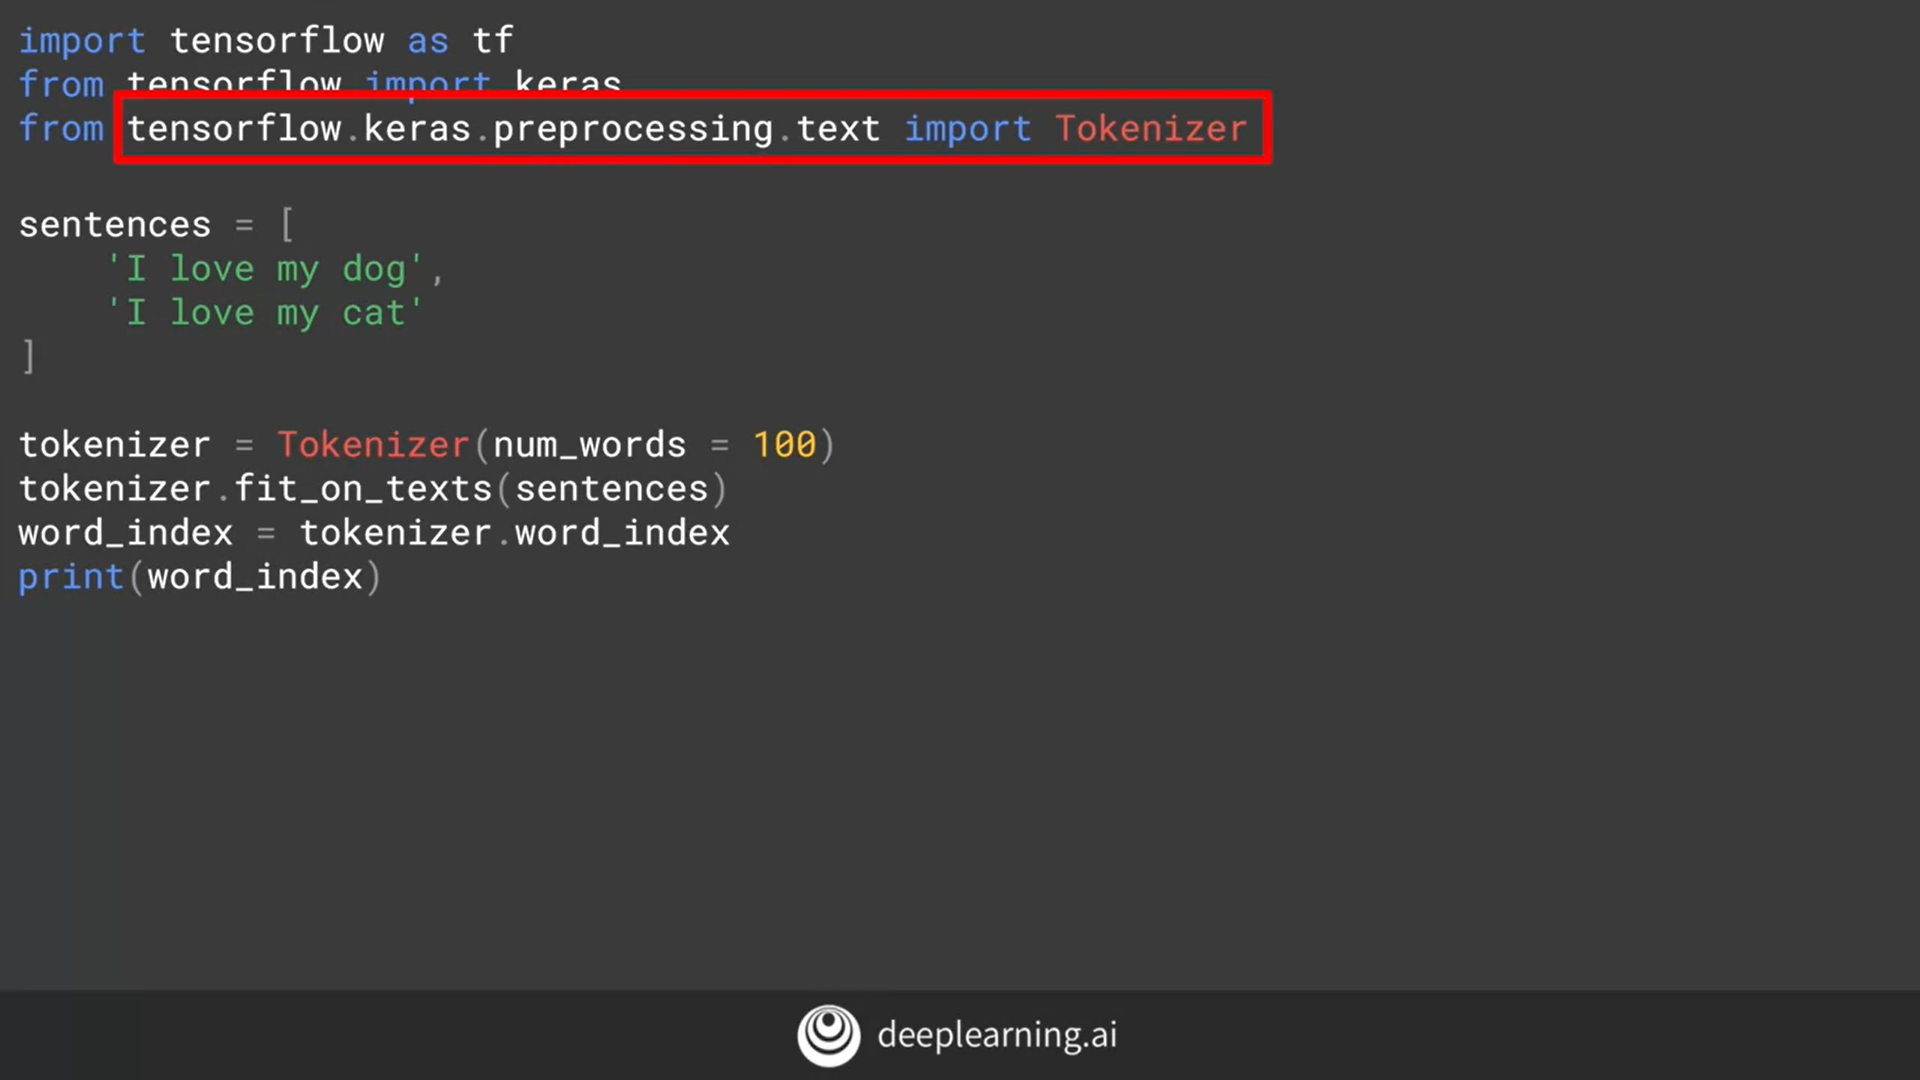 import tensorflow as tf
from tensorflow import keras
from tensorflow.keras.preprocessing.text import Tokenizer
sentences = [
    'I love my dog',
    'I love my cat'
]
tokenizer = Tokenizer(num_words = 100)
tokenizer.fit_on_texts(sentences)
word_index = tokenizer.word_index
print(word_index)
deeplearning.ai